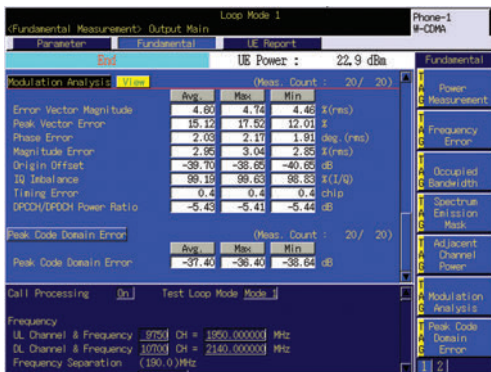 Loop Mode 1
<Fundamental Measurement> Output Main
Phone-1
W-CDMA
Parameter Fundamental UE Report
End UE Power : 22.9 dBm Fundamental
Modulation Analysis View (Meas. Count : 20/ 20)
Avg. Max Min
Error Vector Magnitude 4.60 4.74 4.46 %(rms)
Peak Vector Error 15.12 17.52 12.01 %
Phase Error 2.03 2.17 1.91 deg.(rms)
Magnitude Error 2.95 3.04 2.85 %(rms)
Origin Offset -39.70 -38.65 -40.65 dB
IQ Imbalance 99.19 99.63 98.83 %(I/Q)
Timing Error 0.4 0.4 0.4 chip
DPCCH/DPDCH Power Ratio -5.43 -5.41 -5.44 dB
Peak Code Domain Error (Meas. Count : 20/ 20)
Avg. Max Min
Peak Code Domain Error -37.40 -36.40 -38.64 dB
Call Processing On Test Loop Mode Mode 1
Frequency
UL Channel & Frequency 9750 CH = 1950.000000 MHz
DL Channel & Frequency 10700 CH = 2140.000000 MHz
Frequency Separation (190.0)MHz
TAG Power Measurement
TAG Frequency Error
TAG Occupied Bandwidth
TAG Spectrum Emission Mask
TAG Adjacent Channel Power
TAG Modulation Analysis
TAG Peak Code Domain Error
1 2